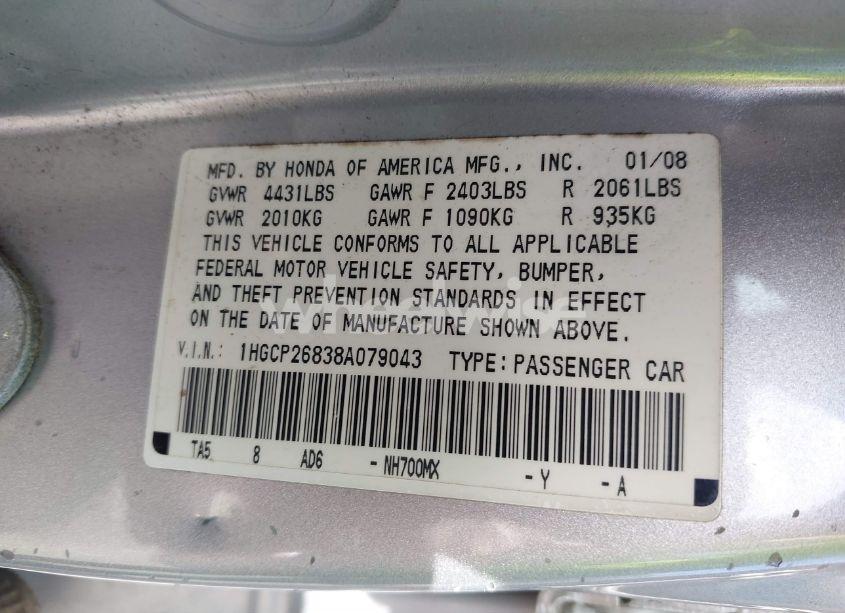 MFD. BY HONDA OF AMERICA MFG., INC. 01/08
GVWR 4431LBS GAWR F 2403LBS R 2061LBS
GVWR 2010KG GAWR F 1090KG R 935KG
THIS VEHICLE CONFORMS TO ALL APPLICABLE
FEDERAL MOTOR VEHICLE SAFETY, BUMPER,
AND THEFT PREVENTION STANDARDS IN EFFECT
ON THE DATE OF MANUFACTURE SHOWN ABOVE.
V.I.N.: 1HGCP26838A079043 TYPE: PASSENGER CAR
TA5 8 AD6 - NH700MX - Y - A
wheelwise